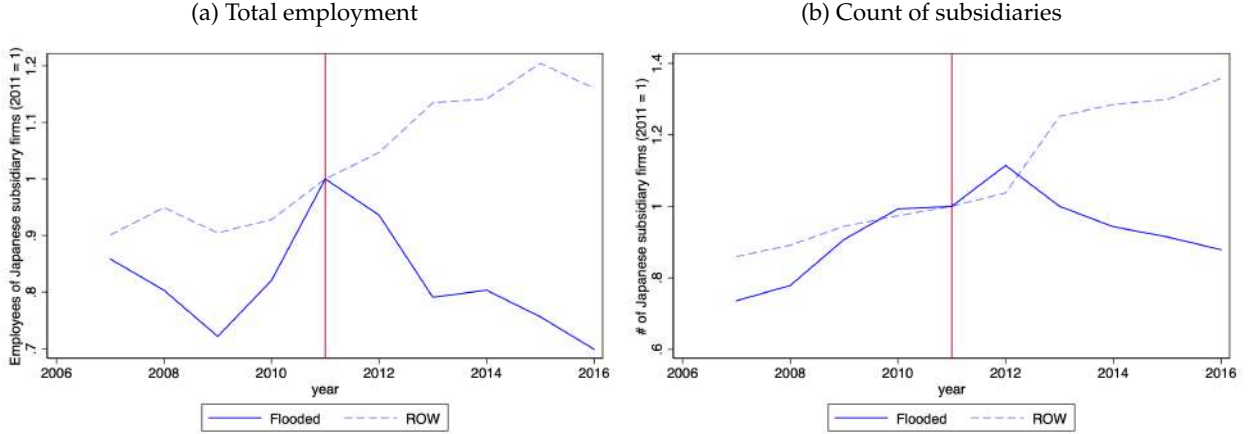 (a) Total employment
Employees of Japanese subsidiary firms (2011 = 1)
1.2
1.1
1
.9
.8
.7
2006 2008 2010 2012 2014 2016
year
Flooded ROW
(b) Count of subsidiaries
# of Japanese subsidiary firms (2011 = 1)
1.4
1.2
1
.8
.6
2006 2008 2010 2012 2014 2016
year
Flooded ROW